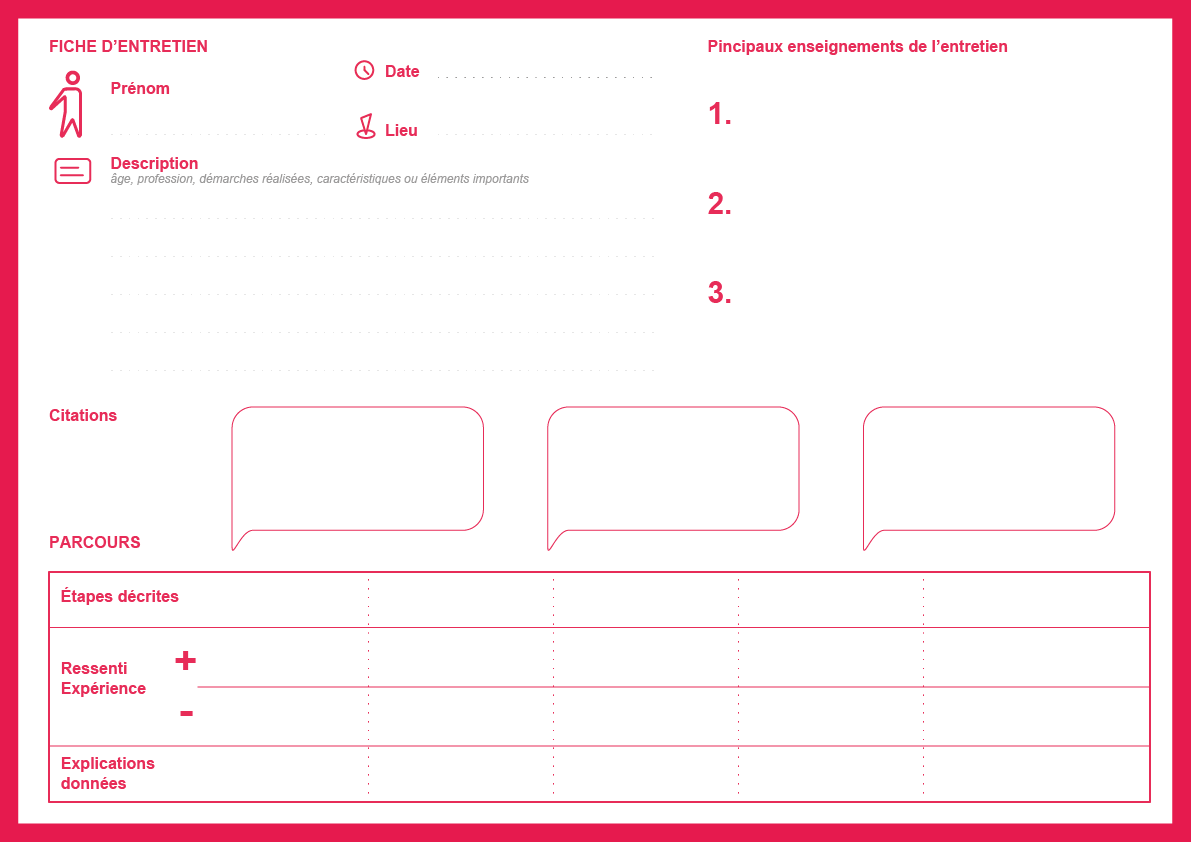 FICHE D’ENTRETIEN
Prénom
Date
Lieu
Description
âge, profession, démarches réalisées, caractéristiques ou éléments importants
Pincipaux enseignements de l’entretien
1.
2.
3.
Citations
PARCOURS
Étapes décrites
Ressenti
Expérience
+
-
Explications
données